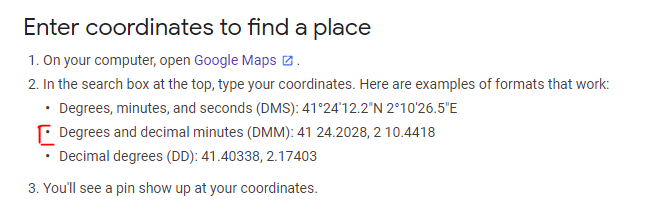 Enter coordinates to find a place
1. On your computer, open Google Maps .
2. In the search box at the top, type your coordinates. Here are examples of formats that work:
• Degrees, minutes, and seconds (DMS): 41°24'12.2"N 2°10'26.5"E
• Degrees and decimal minutes (DMM): 41 24.2028, 2 10.4418
• Decimal degrees (DD): 41.40338, 2.17403
3. You'll see a pin show up at your coordinates.